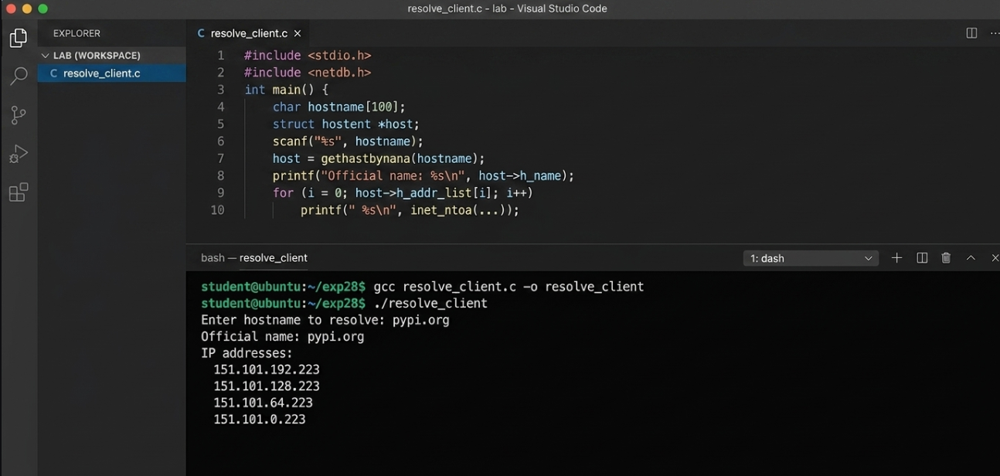 resolve_client.c - lab - Visual Studio Code
EXPLORER
LAB (WORKSPACE)
C resolve_client.c
C resolve_client.c ×
1 #include <stdio.h>
2 #include <netdb.h>
3 int main() {
4 char hostname[100];
5 struct hostent *host;
6 scanf("%s", hostname);
7 host = gethastbynana(hostname);
8 printf("Official name: %s\n", host->h_name);
9 for (i = 0; host->h_addr_list[i]; i++)
10 printf(" %s\n", inet_ntoa(...));
bash — resolve_client
1: dash
student@ubuntu:~/exp28$ gcc resolve_client.c -o resolve_client
student@ubuntu:~/exp28$ ./resolve_client
Enter hostname to resolve: pypi.org
Official name: pypi.org
IP addresses:
151.101.192.223
151.101.128.223
151.101.64.223
151.101.0.223